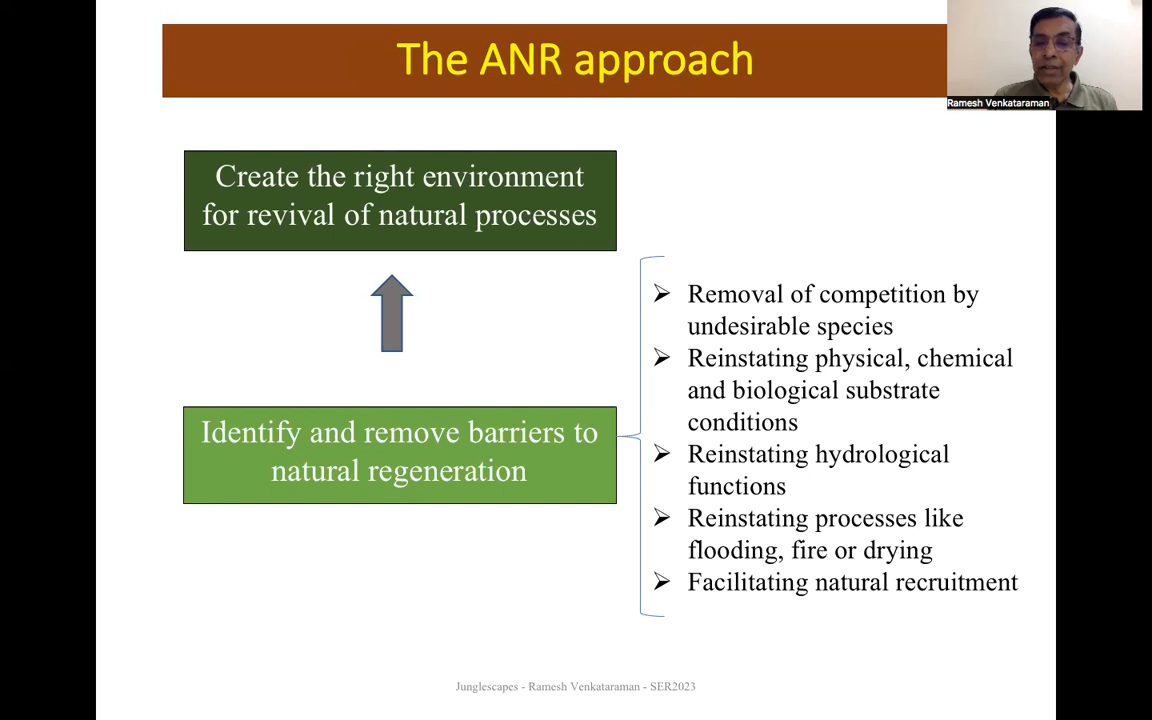 The ANR approach
Ramesh Venkataraman
Create the right environment
for revival of natural processes
Identify and remove barriers to
natural regeneration
➢ Removal of competition by
undesirable species
➢ Reinstating physical, chemical
and biological substrate
conditions
➢ Reinstating hydrological
functions
➢ Reinstating processes like
flooding, fire or drying
➢ Facilitating natural recruitment
Junglescapes - Ramesh Venkataraman - SER2023